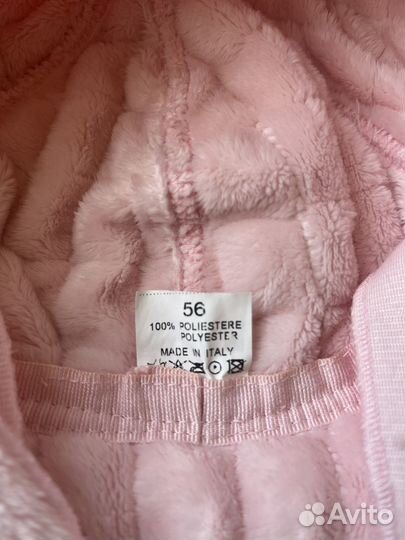 56
100% POLIESTERE
POLYESTER
MADE IN ITALY
Avito